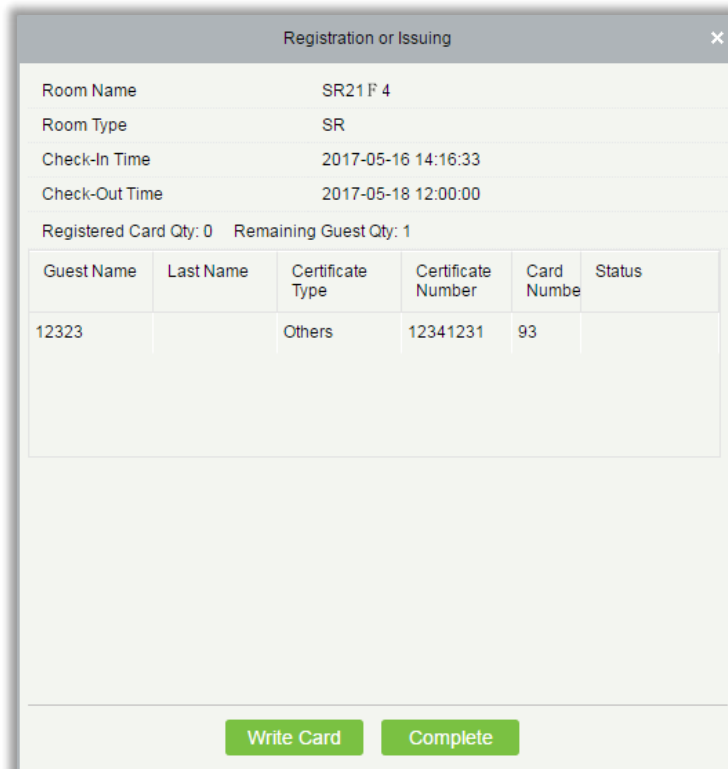 Registration or Issuing ×
Room Name SR21F 4
Room Type SR
Check-In Time 2017-05-16 14:16:33
Check-Out Time 2017-05-18 12:00:00
Registered Card Qty: 0 Remaining Guest Qty: 1
Guest Name Last Name Certificate Type Certificate Number Card Numbe Status
12323 Others 12341231 93
Write Card Complete